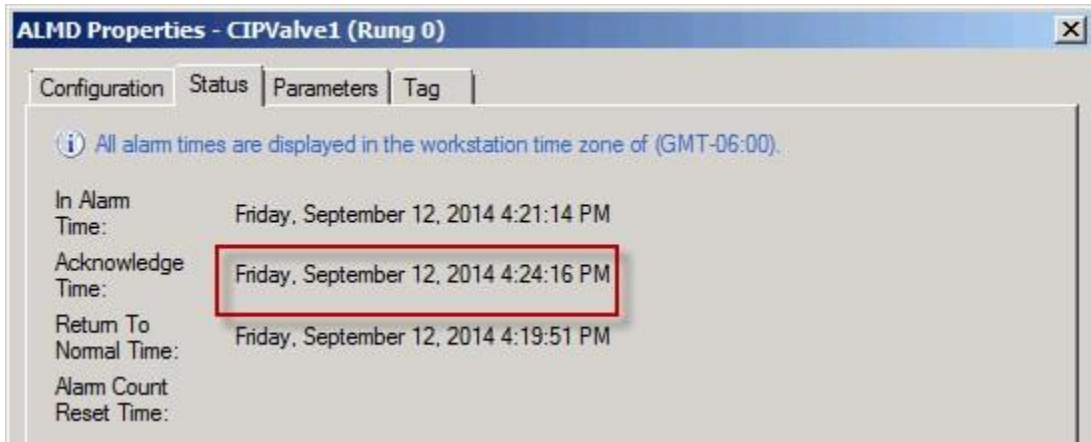 ALMD Properties - CIPValve1 (Rung 0)
Configuration Status Parameters Tag
All alarm times are displayed in the workstation time zone of (GMT-06:00).
In Alarm
Time:
Friday, September 12, 2014 4:21:14 PM
Acknowledge
Time:
Friday, September 12, 2014 4:24:16 PM
Return To
Normal Time:
Friday, September 12, 2014 4:19:51 PM
Alarm Count
Reset Time: